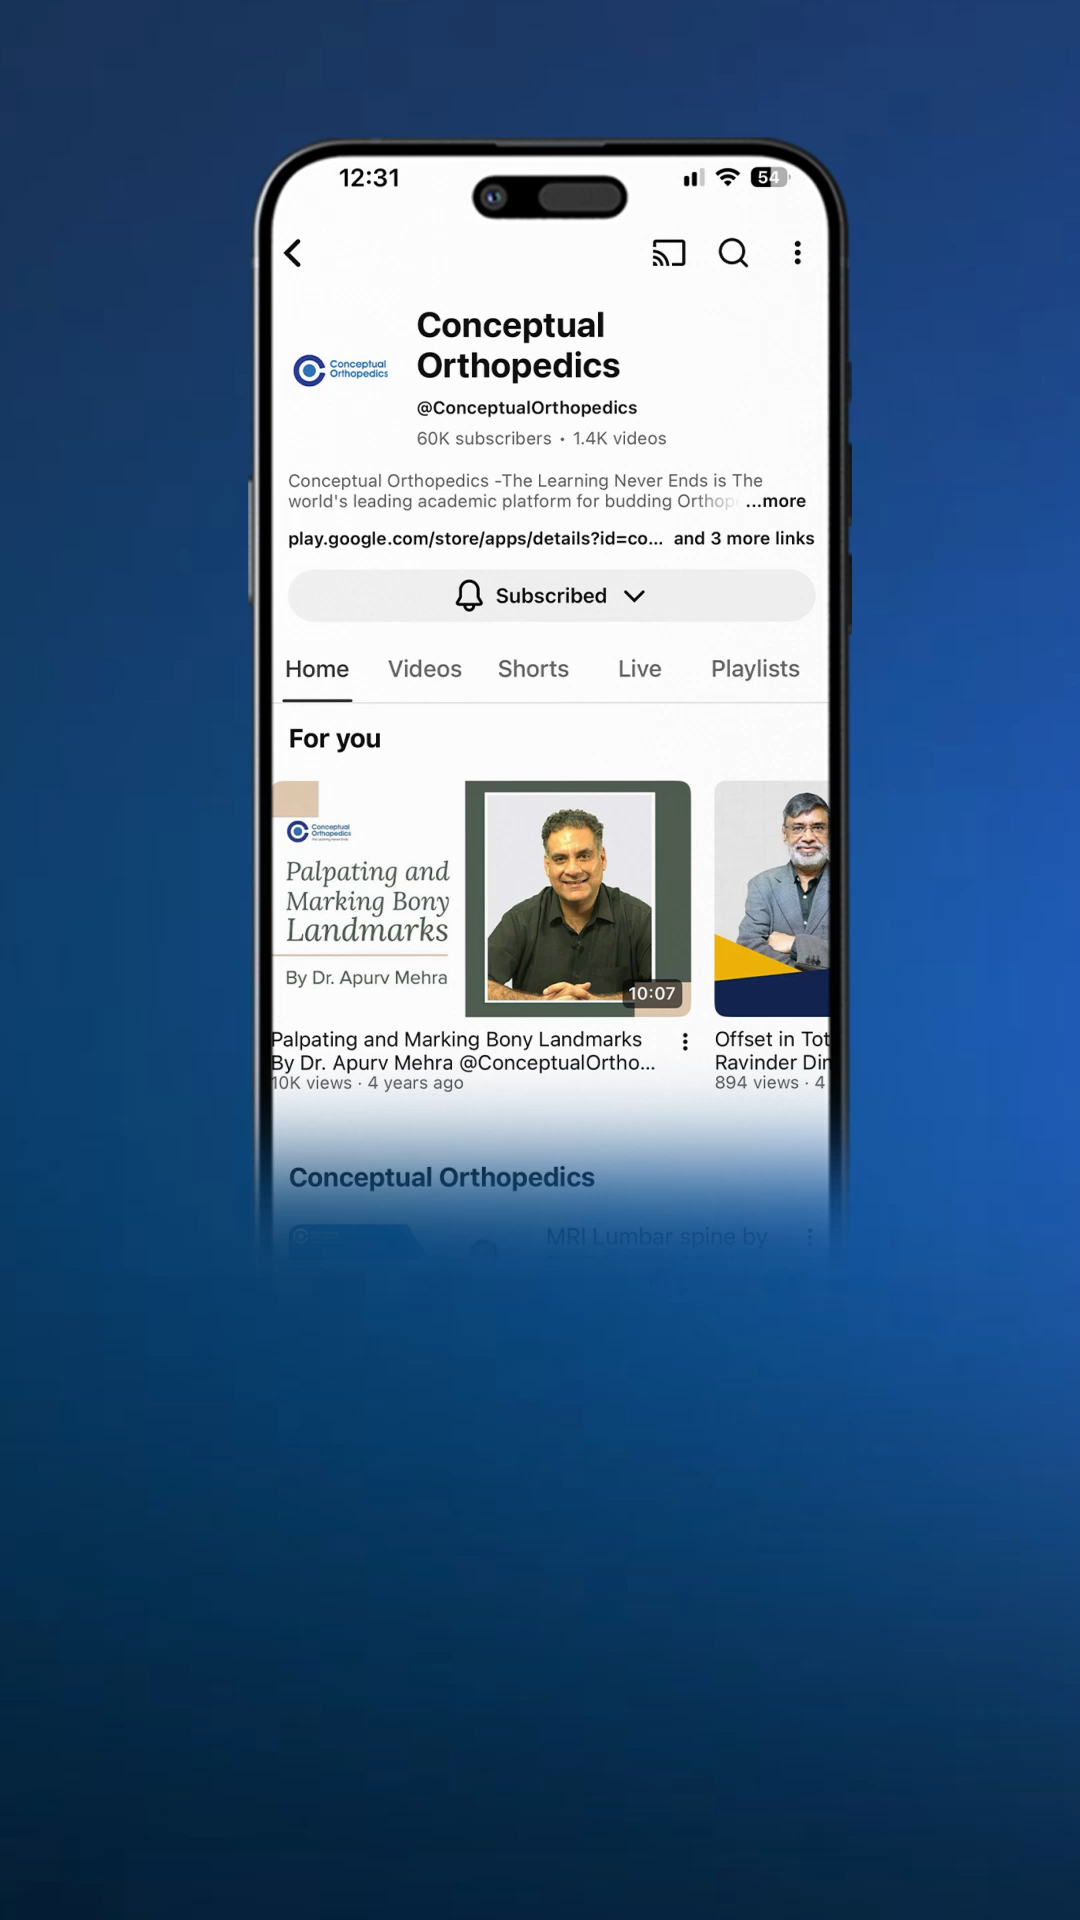 12:31
54
Conceptual
Orthopedics
Conceptual
Orthopedics
@ConceptualOrthopedics
60K subscribers • 1.4K videos
Conceptual Orthopedics -The Learning Never Ends is The
world's leading academic platform for budding Orthop ...more
play.google.com/store/apps/details?id=co... and 3 more links
Subscribed
Home Videos Shorts Live Playlists
For you
Conceptual
Orthopedics
Palpating and
Marking Bony
Landmarks
By Dr. Apurv Mehra
10:07
Palpating and Marking Bony Landmarks
By Dr. Apurv Mehra @ConceptualOrtho...
10K views · 4 years ago
Offset in Tot
Ravinder Dir
894 views · 4
Conceptual Orthopedics
MRI Lumbar spine by